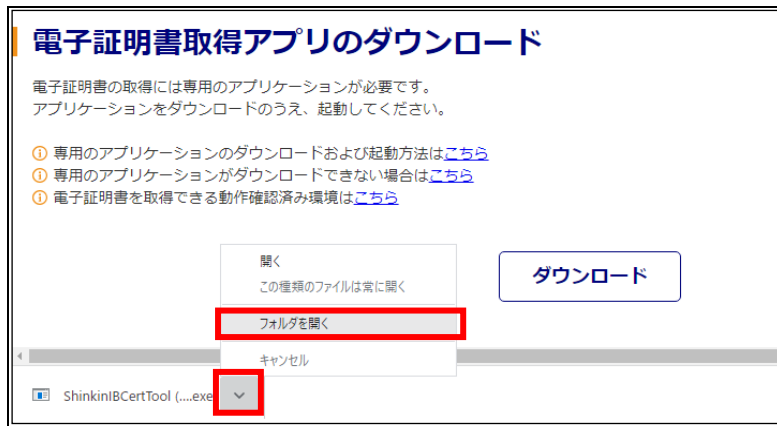 電子証明書取得アプリのダウンロード
電子証明書の取得には専用のアプリケーションが必要です。
アプリケーションをダウンロードのうえ、起動してください。
専用のアプリケーションのダウンロードおよび起動方法はこちら
専用のアプリケーションがダウンロードできない場合はこちら
電子証明書を取得できる動作確認済み環境はこちら
開く
この種類のファイルは常に開く
ダウンロード
フォルダを開く
キャンセル
ShinkinIBCertTool (....exe